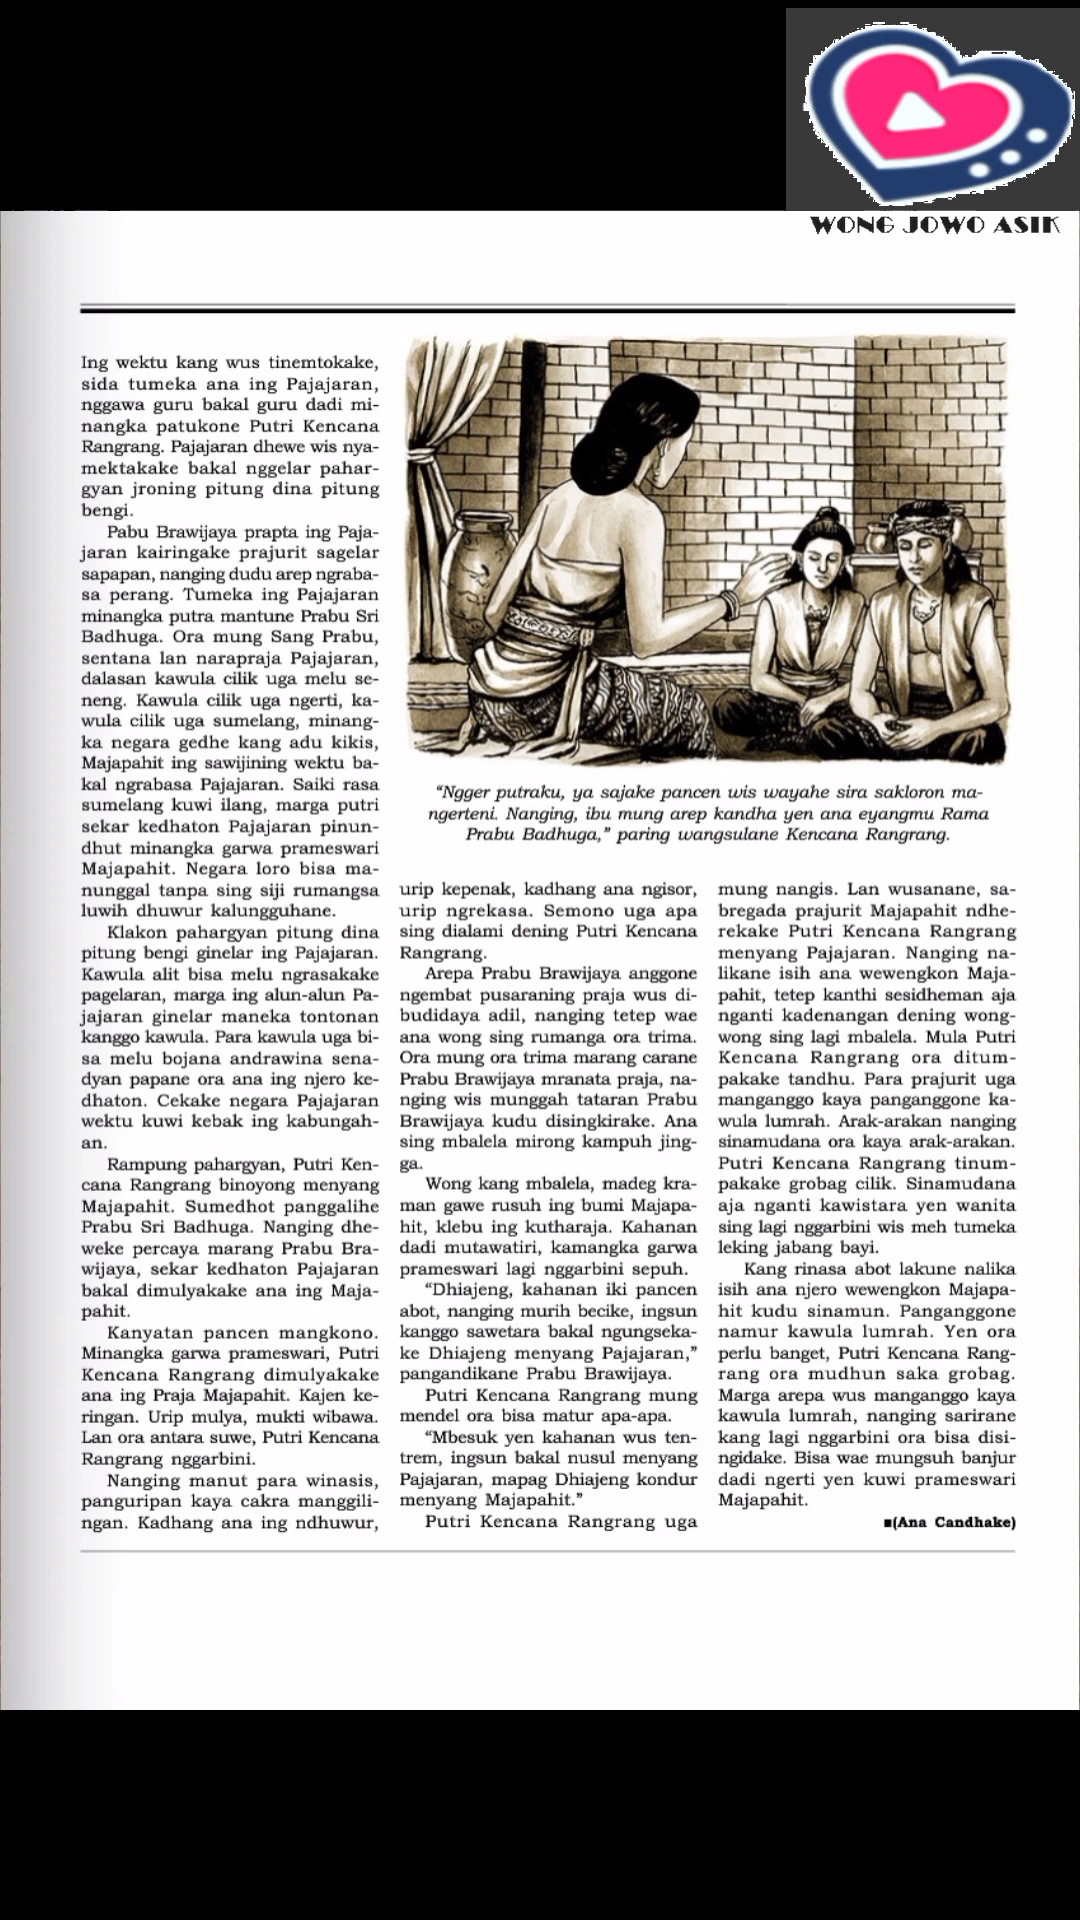 WONG JOWO ASIK
Ing wektu kang wus tinemtokake,
sida tumeka ana ing Pajajaran,
nggawa guru bakal guru dadi mi-
nangka patukone Putri Kencana
Rangrang. Pajajaran dhewe wis nya-
mektakake bakal nggelar pahar-
gyan jroning pitung dina pitung
bengi.
Pabu Brawijaya prapta ing Paja-
jaran kairingake prajurit sagelar
sapapan, nanging dudu arep ngraba-
sa perang. Tumeka ing Pajajaran
minangka putra mantune Prabu Sri
Badhuga. Ora mung Sang Prabu,
sentana lan narapraja Pajajaran,
dalasan kawula cilik uga melu se-
neng. Kawula cilik uga ngerti, ka-
wula cilik uga sumelang, minang-
ka negara gedhe kang adu kikis,
Majapahit ing sawijining wektu ba-
kal ngrabasa Pajajaran. Saiki rasa
sumelang kuwi ilang, marga putri
sekar kedhaton Pajajaran pinun-
dhut minangka garwa prameswari
Majapahit. Negara loro bisa ma-
nunggal tanpa sing siji rumangsa
luwih dhuwur kalungguhane.
Klakon pahargyan pitung dina
pitung bengi ginelar ing Pajajaran.
Kawula alit bisa melu ngrasakake
pagelaran, marga ing alun-alun Pa-
jajaran ginelar maneka tontonan
kanggo kawula. Para kawula uga bi-
sa melu bojana andrawina sena-
dyan papane ora ana ing njero ke-
dhaton. Cekake negara Pajajaran
wektu kuwi kebak ing kabungah-
an.
Rampung pahargyan, Putri Ken-
cana Rangrang binoyong menyang
Majapahit. Sumedhot panggalihe
Prabu Sri Badhuga. Nanging dhe-
weke percaya marang Prabu Bra-
wijaya, sekar kedhaton Pajajaran
bakal dimulyakake ana ing Maja-
pahit.
Kanyatan pancen mangkono.
Minangka garwa prameswari, Putri
Kencana Rangrang dimulyakake
ana ing Praja Majapahit. Kajen ke-
ringan. Urip mulya, mukti wibawa.
Lan ora antara suwe, Putri Kencana
Rangrang nggarbini.
Nanging manut para winasis,
panguripan kaya cakra manggili-
ngan. Kadhang ana ing ndhuwur,
"Ngger putraku, ya sajake pancen wis wayahe sira sakloron ma-
ngerteni. Nanging, ibu mung arep kandha yen ana eyangmu Rama
Prabu Badhuga," paring wangsulane Kencana Rangrang.
urip kepenak, kadhang ana ngisor,
urip ngrekasa. Semono uga apa
sing dialami dening Putri Kencana
Rangrang.
Arepa Prabu Brawijaya anggone
ngembat pusaraning praja wus di-
budidaya adil, nanging tetep wae
ana wong sing rumanga ora trima.
Ora mung ora trima marang carane
Prabu Brawijaya mranata praja, na-
nging wis munggah tataran Prabu
Brawijaya kudu disingkirake. Ana
sing mbalela mirong kampuh jing-
ga.
Wong kang mbalela, madeg kra-
man gawe rusuh ing bumi Majapa-
hit, klebu ing kutharaja. Kahanan
dadi mutawatiri, kamangka garwa
prameswari lagi nggarbini sepuh.
"Dhiajeng, kahanan iki pancen
abot, nanging murih becike, ingsun
kanggo sawetara bakal ngungseka-
ke Dhiajeng menyang Pajajaran,"
pangandikane Prabu Brawijaya.
Putri Kencana Rangrang mung
mendel ora bisa matur apa-apa.
"Mbesuk yen kahanan wus ten-
trem, ingsun bakal nusul menyang
Pajajaran, mapag Dhiajeng kondur
menyang Majapahit."
Putri Kencana Rangrang uga
mung nangis. Lan wusanane, sa-
bregada prajurit Majapahit ndhe-
rekake Putri Kencana Rangrang
menyang Pajajaran. Nanging na-
likane isih ana wewengkon Maja-
pahit, tetep kanthi sesidheman aja
nganti kadenangan dening wong-
wong sing lagi mbalela. Mula Putri
Kencana Rangrang ora ditum-
pakake tandhu. Para prajurit uga
manganggo kaya panganggone ka-
wula lumrah. Arak-arakan nanging
sinamudana ora kaya arak-arakan.
Putri Kencana Rangrang tinum-
pakake grobag cilik. Sinamudana
aja nganti kawistara yen wanita
sing lagi nggarbini wis meh tumeka
leking jabang bayi.
Kang rinasa abot lakune nalika
isih ana njero wewengkon Majapa-
hit kudu sinamun. Panganggone
namur kawula lumrah. Yen ora
perlu banget, Putri Kencana Rang-
rang ora mudhun saka grobag.
Marga arepa wus manganggo kaya
kawula lumrah, nanging sarirane
kang lagi nggarbini ora bisa disi-
ngidake. Bisa wae mungsuh banjur
dadi ngerti yen kuwi prameswari
Majapahit.
■(Ana Candhake)